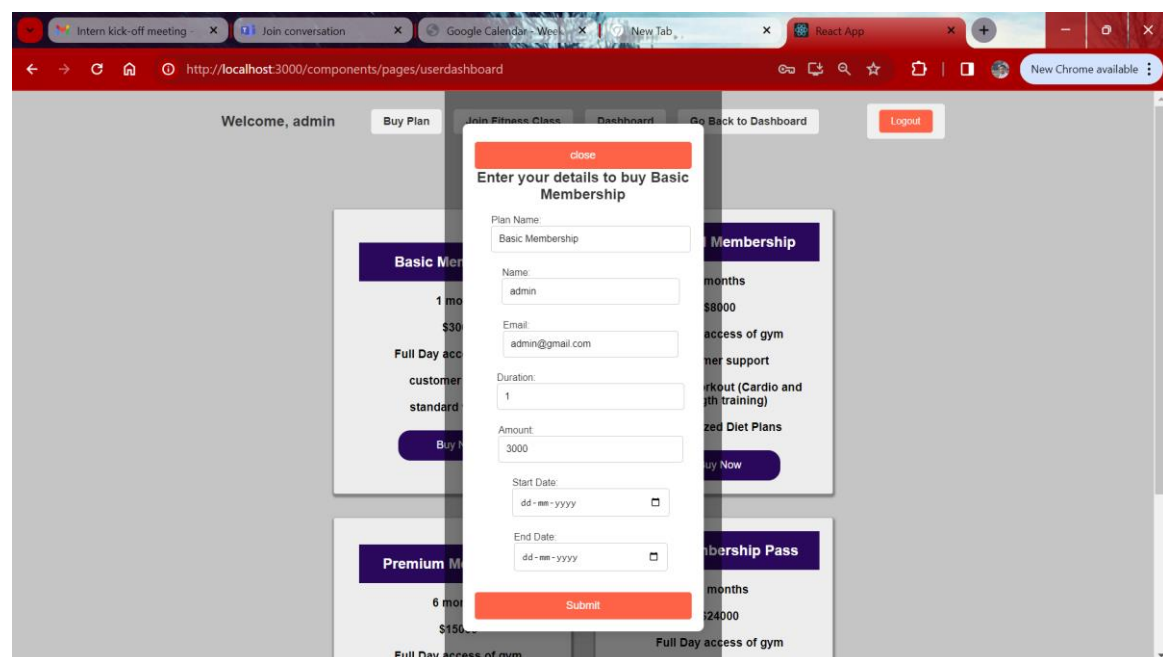 Intern kick-off meeting -
Join conversation
Google Calendar - Wee
New Tab
React App
http://localhost:3000/components/pages/userdashboard
New Chrome available
Welcome, admin
Buy Plan
Join Fitness Class
Dashboard
Go Back to Dashboard
Logout
close
Enter your details to buy Basic
Membership
Plan Name:
Basic Membership
Name:
admin
Email:
admin@gmail.com
Duration:
1
Amount:
3000
Start Date:
dd-mm-yyyy
End Date:
dd-mm-yyyy
Submit
Basic Mem
1 mo
$300
Full Day acc
customer
standard
Buy N
Membership
months
$8000
access of gym
mer support
rkout (Cardio and
gth training)
zed Diet Plans
uy Now
Premium M
6 mon
$150
Full Day access of gym
bership Pass
months
$24000
Full Day access of gym